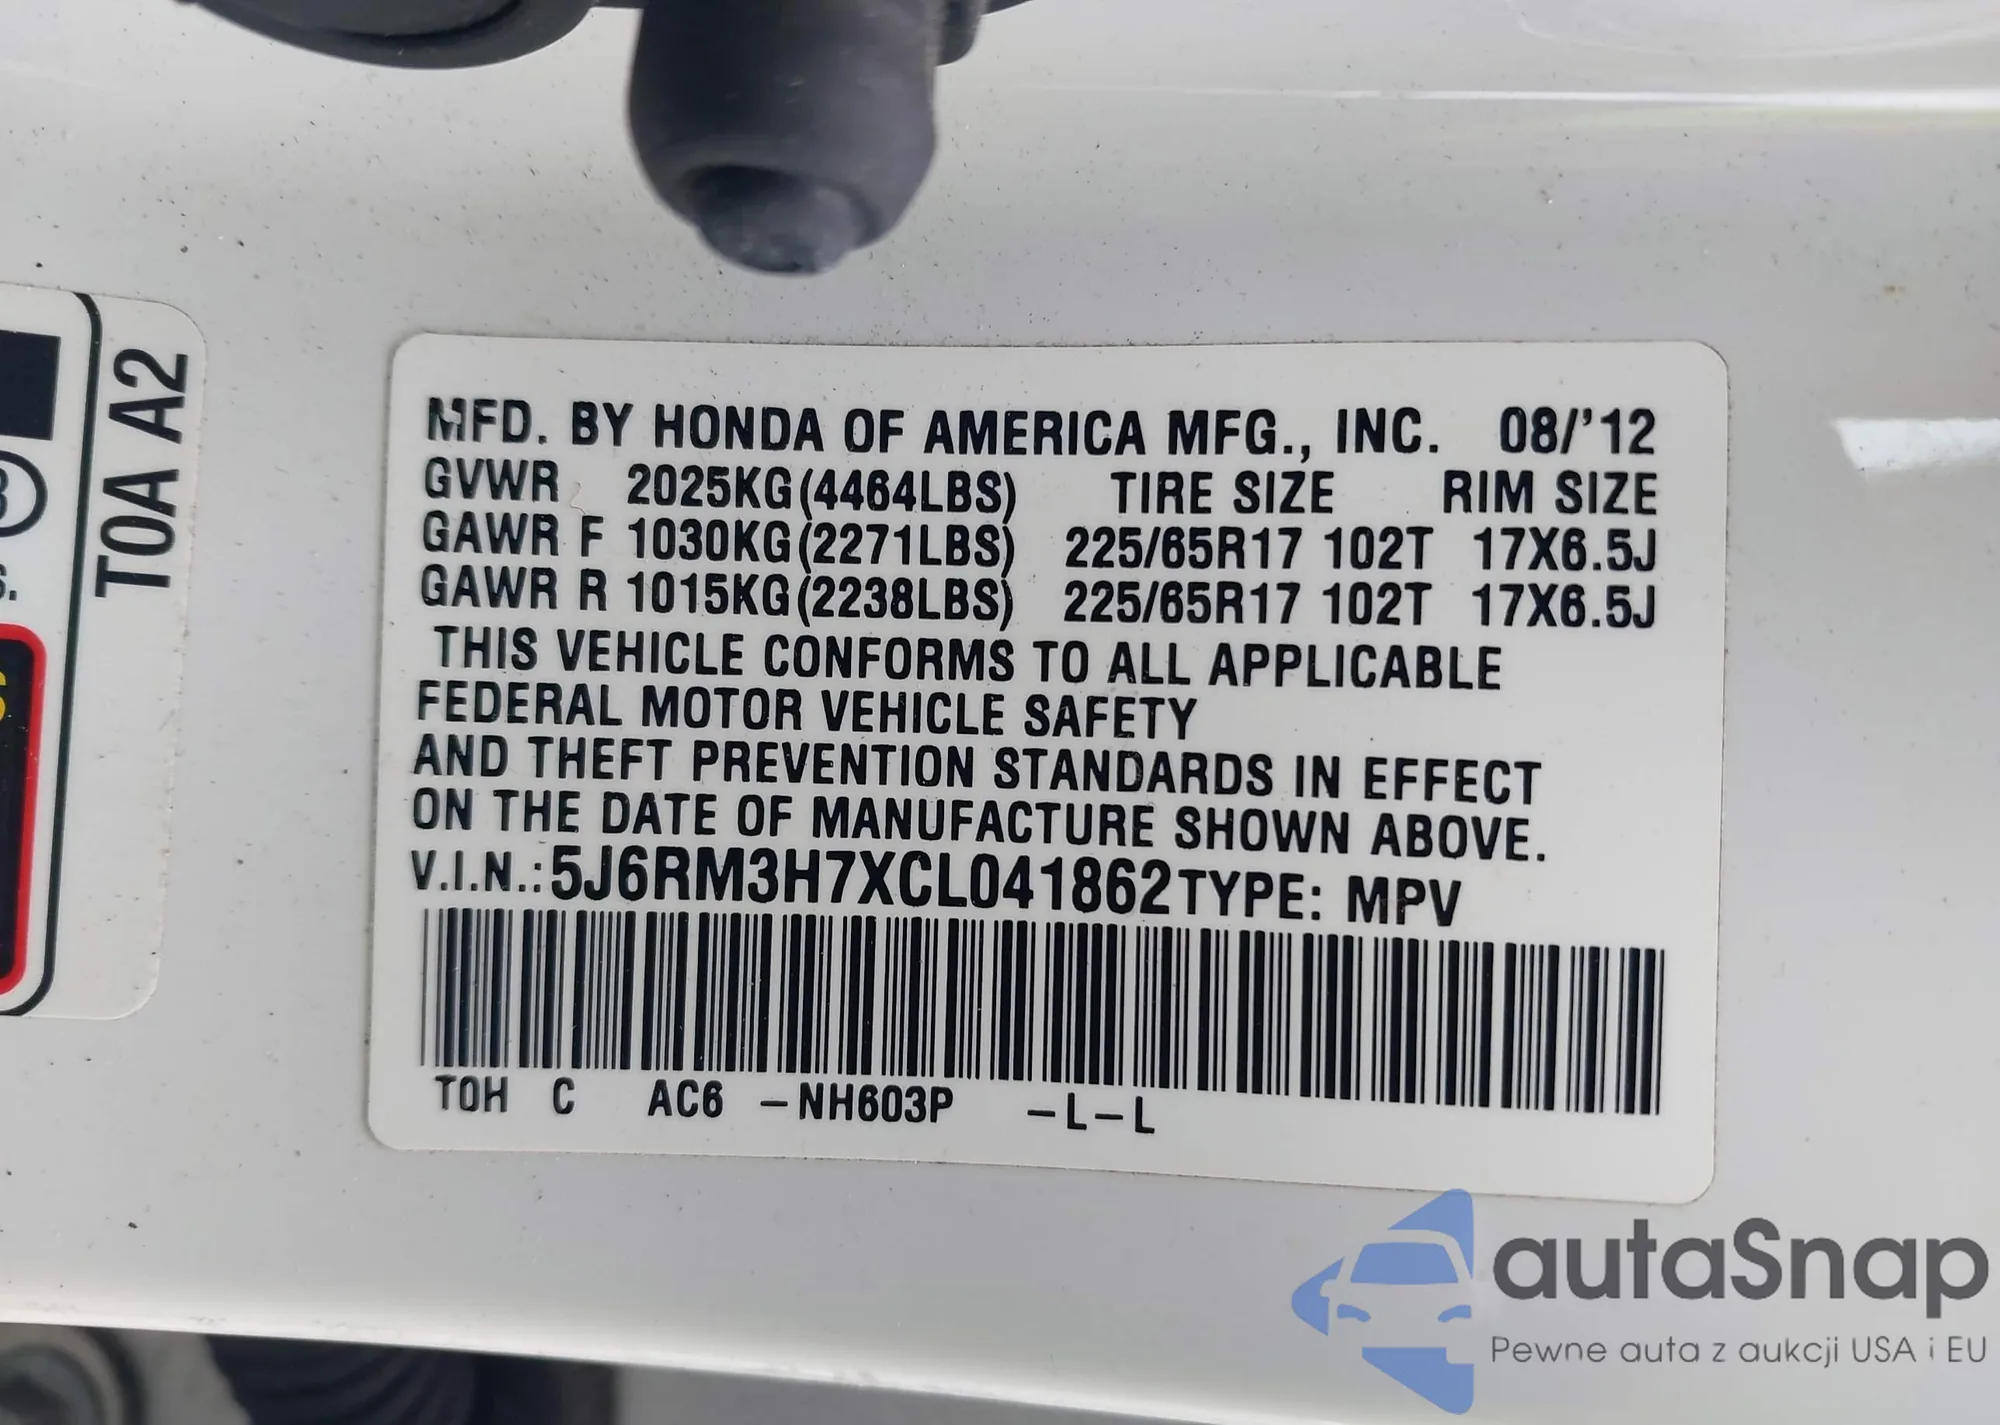 T0A A2
MFD. BY HONDA OF AMERICA MFG., INC. 08/'12
GVWR 2025KG(4464LBS) TIRE SIZE RIM SIZE
GAWR F 1030KG(2271LBS) 225/65R17 102T 17X6.5J
GAWR R 1015KG(2238LBS) 225/65R17 102T 17X6.5J
THIS VEHICLE CONFORMS TO ALL APPLICABLE
FEDERAL MOTOR VEHICLE SAFETY
AND THEFT PREVENTION STANDARDS IN EFFECT
ON THE DATE OF MANUFACTURE SHOWN ABOVE.
V.I.N.:5J6RM3H7XCL041862TYPE: MPV
T0H C AC6 -NH603P -L-L
autaSnap
Pewne auta z aukcji USA i EU